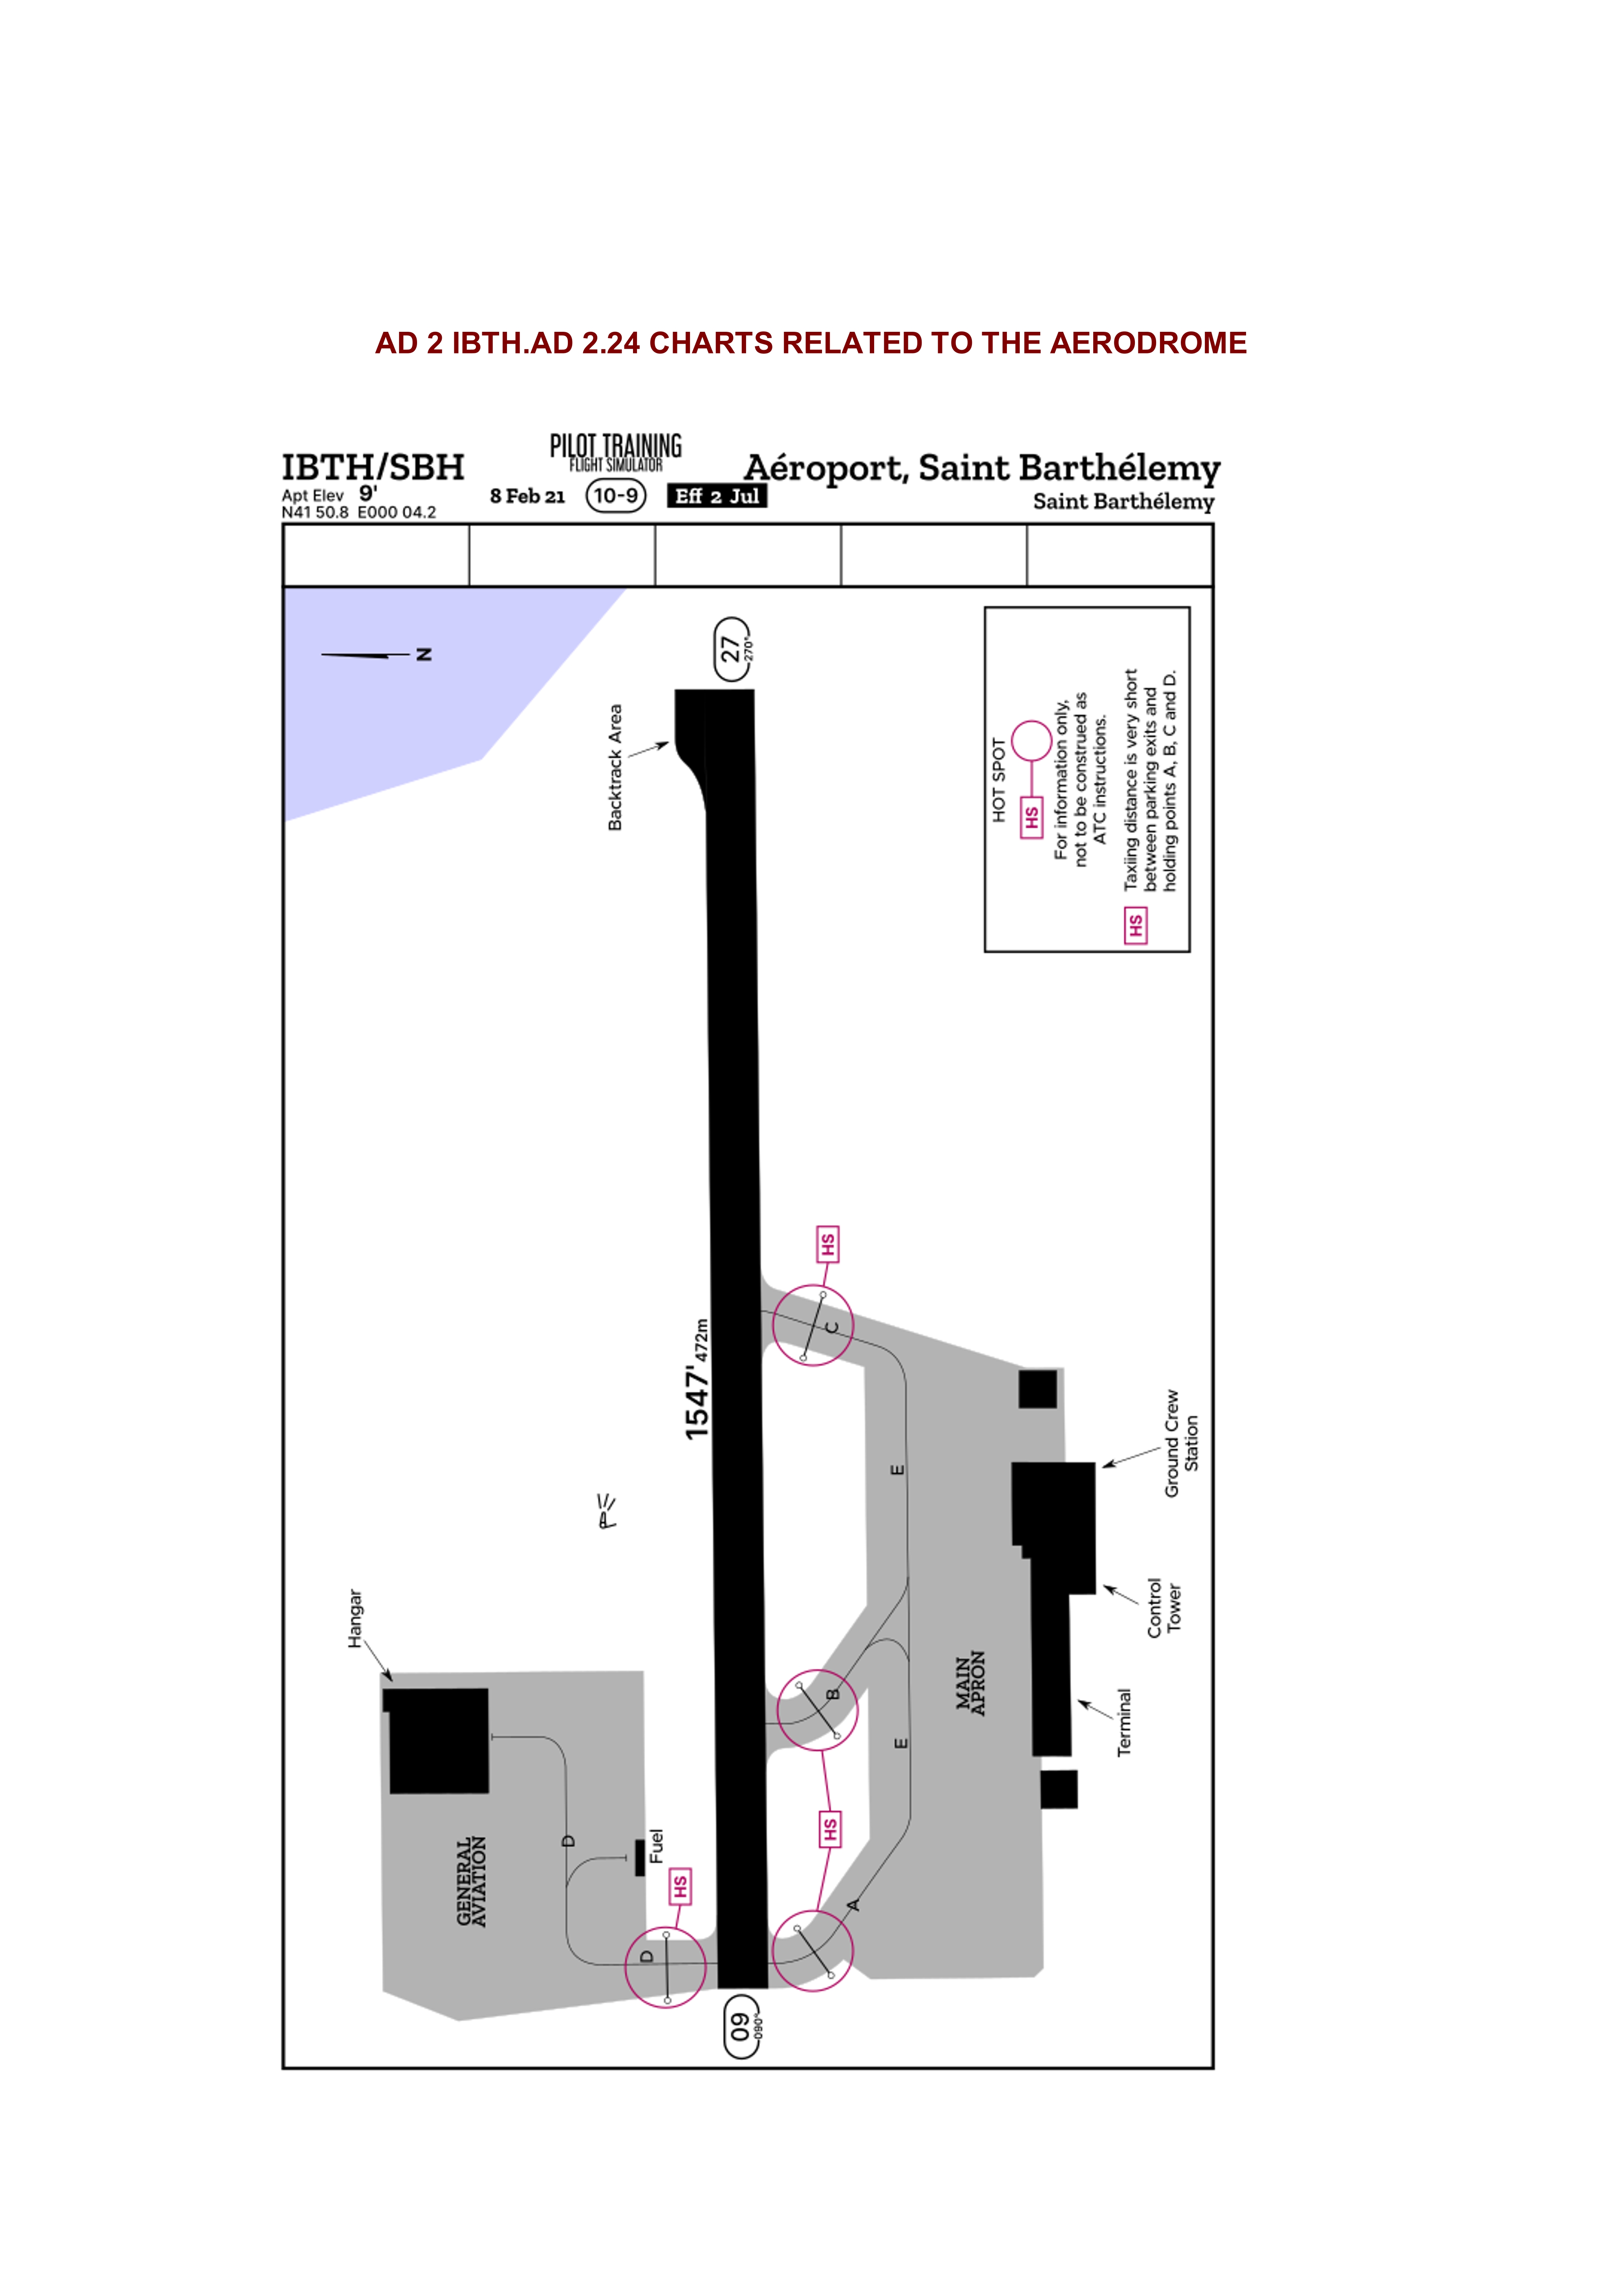 AD 2 IBTH.AD 2.24 CHARTS RELATED TO THE AERODROME
IBTH/SBH
Apt Elev 9'
N41 50.8 E000 04.2
PILOT TRAINING
FLIGHT SIMULATOR
8 Feb 21
10-9
Eff 2 Jul
Aéroport, Saint Barthélemy
Saint Barthélemy
N
27
270°
Backtrack Area
HOT SPOT
HS
For information only,
not to be construed as
ATC instructions.
HS
Taxiing distance is very short
between parking exits and
holding points A, B, C and D.
HS
C
1547' 472m
E
Ground Crew
Station
Hangar
Control
Tower
MAIN
APRON
B
Terminal
E
HS
D
Fuel
GENERAL
AVIATION
HS
A
D
09
090°